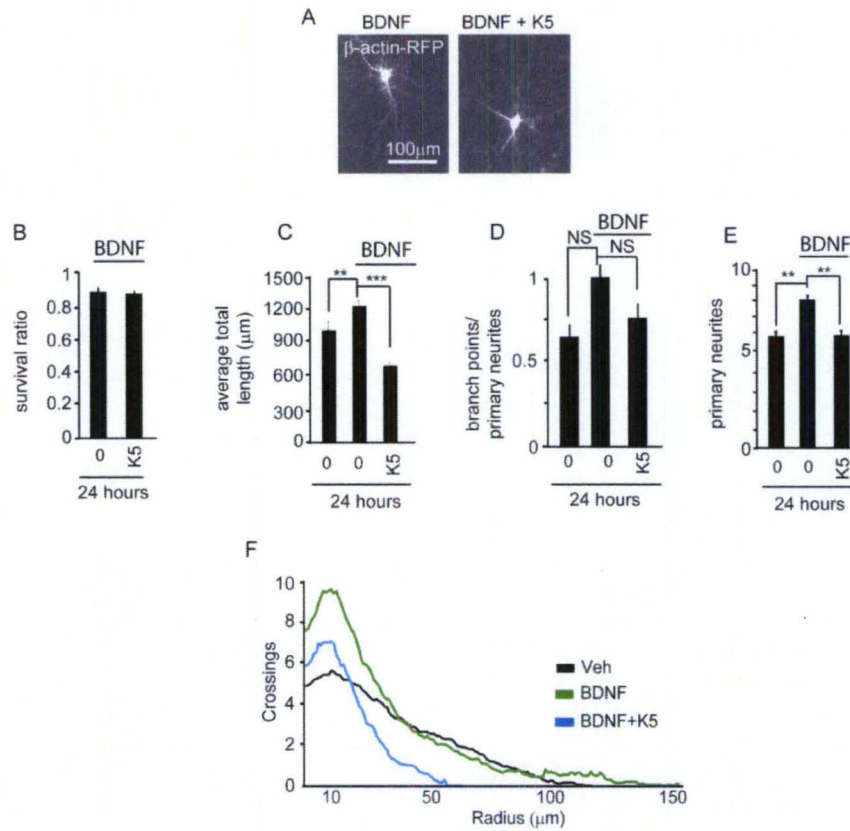 A
BDNF
BDNF + K5
β-actin-RFP
100μm
B
BDNF
survival ratio
1
0.8
0.6
0.4
0.2
0
0
K5
24 hours
C
BDNF
**
***
average total
length (μm)
1500
1200
900
600
300
0
0
0
K5
24 hours
D
BDNF
NS
NS
branch points/
primary neurites
1
0.5
0
0
0
K5
24 hours
E
BDNF
**
**
primary neurites
10
5
0
0
0
K5
24 hours
F
Crossings
10
8
6
4
2
0
10
50
100
150
Radius (μm)
Veh
BDNF
BDNF+K5